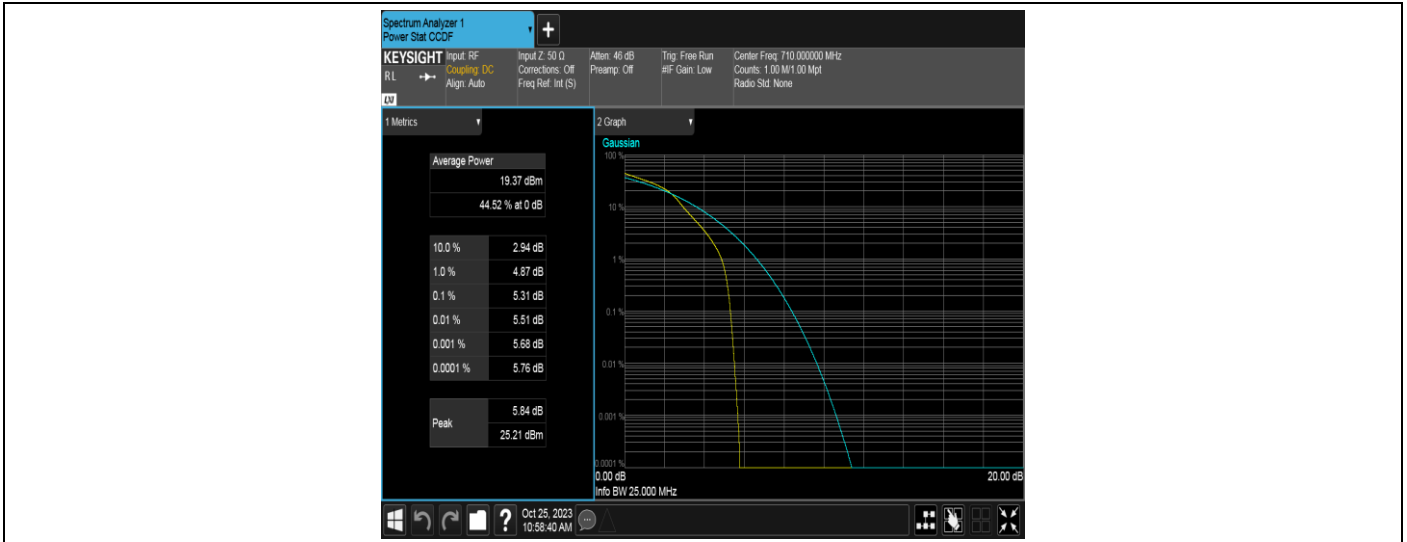 Spectrum Analyzer 1
Power Stat CCDF
+
KEYSIGHT Input: RF Input Z: 50 Ω Atten: 46 dB Trig: Free Run Center Freq: 710.000000 MHz
RL Coupling: DC Corrections: Off Preamp: Off #IF Gain: Low Counts: 1.00 M/1.00 Mpt
Align: Auto Freq Ref: Int (S) Radio Std: None
LXI
1 Metrics
Average Power
19.37 dBm
44.52 % at 0 dB
10.0 % 2.94 dB
1.0 % 4.87 dB
0.1 % 5.31 dB
0.01 % 5.51 dB
0.001 % 5.68 dB
0.0001 % 5.76 dB
Peak
5.84 dB
25.21 dBm
2 Graph
Gaussian
100 %
10 %
1 %
0.1 %
0.01 %
0.001 %
0.0001 %
0.00 dB 20.00 dB
Info BW 25.000 MHz
? Oct 25, 2023
10:58:40 AM